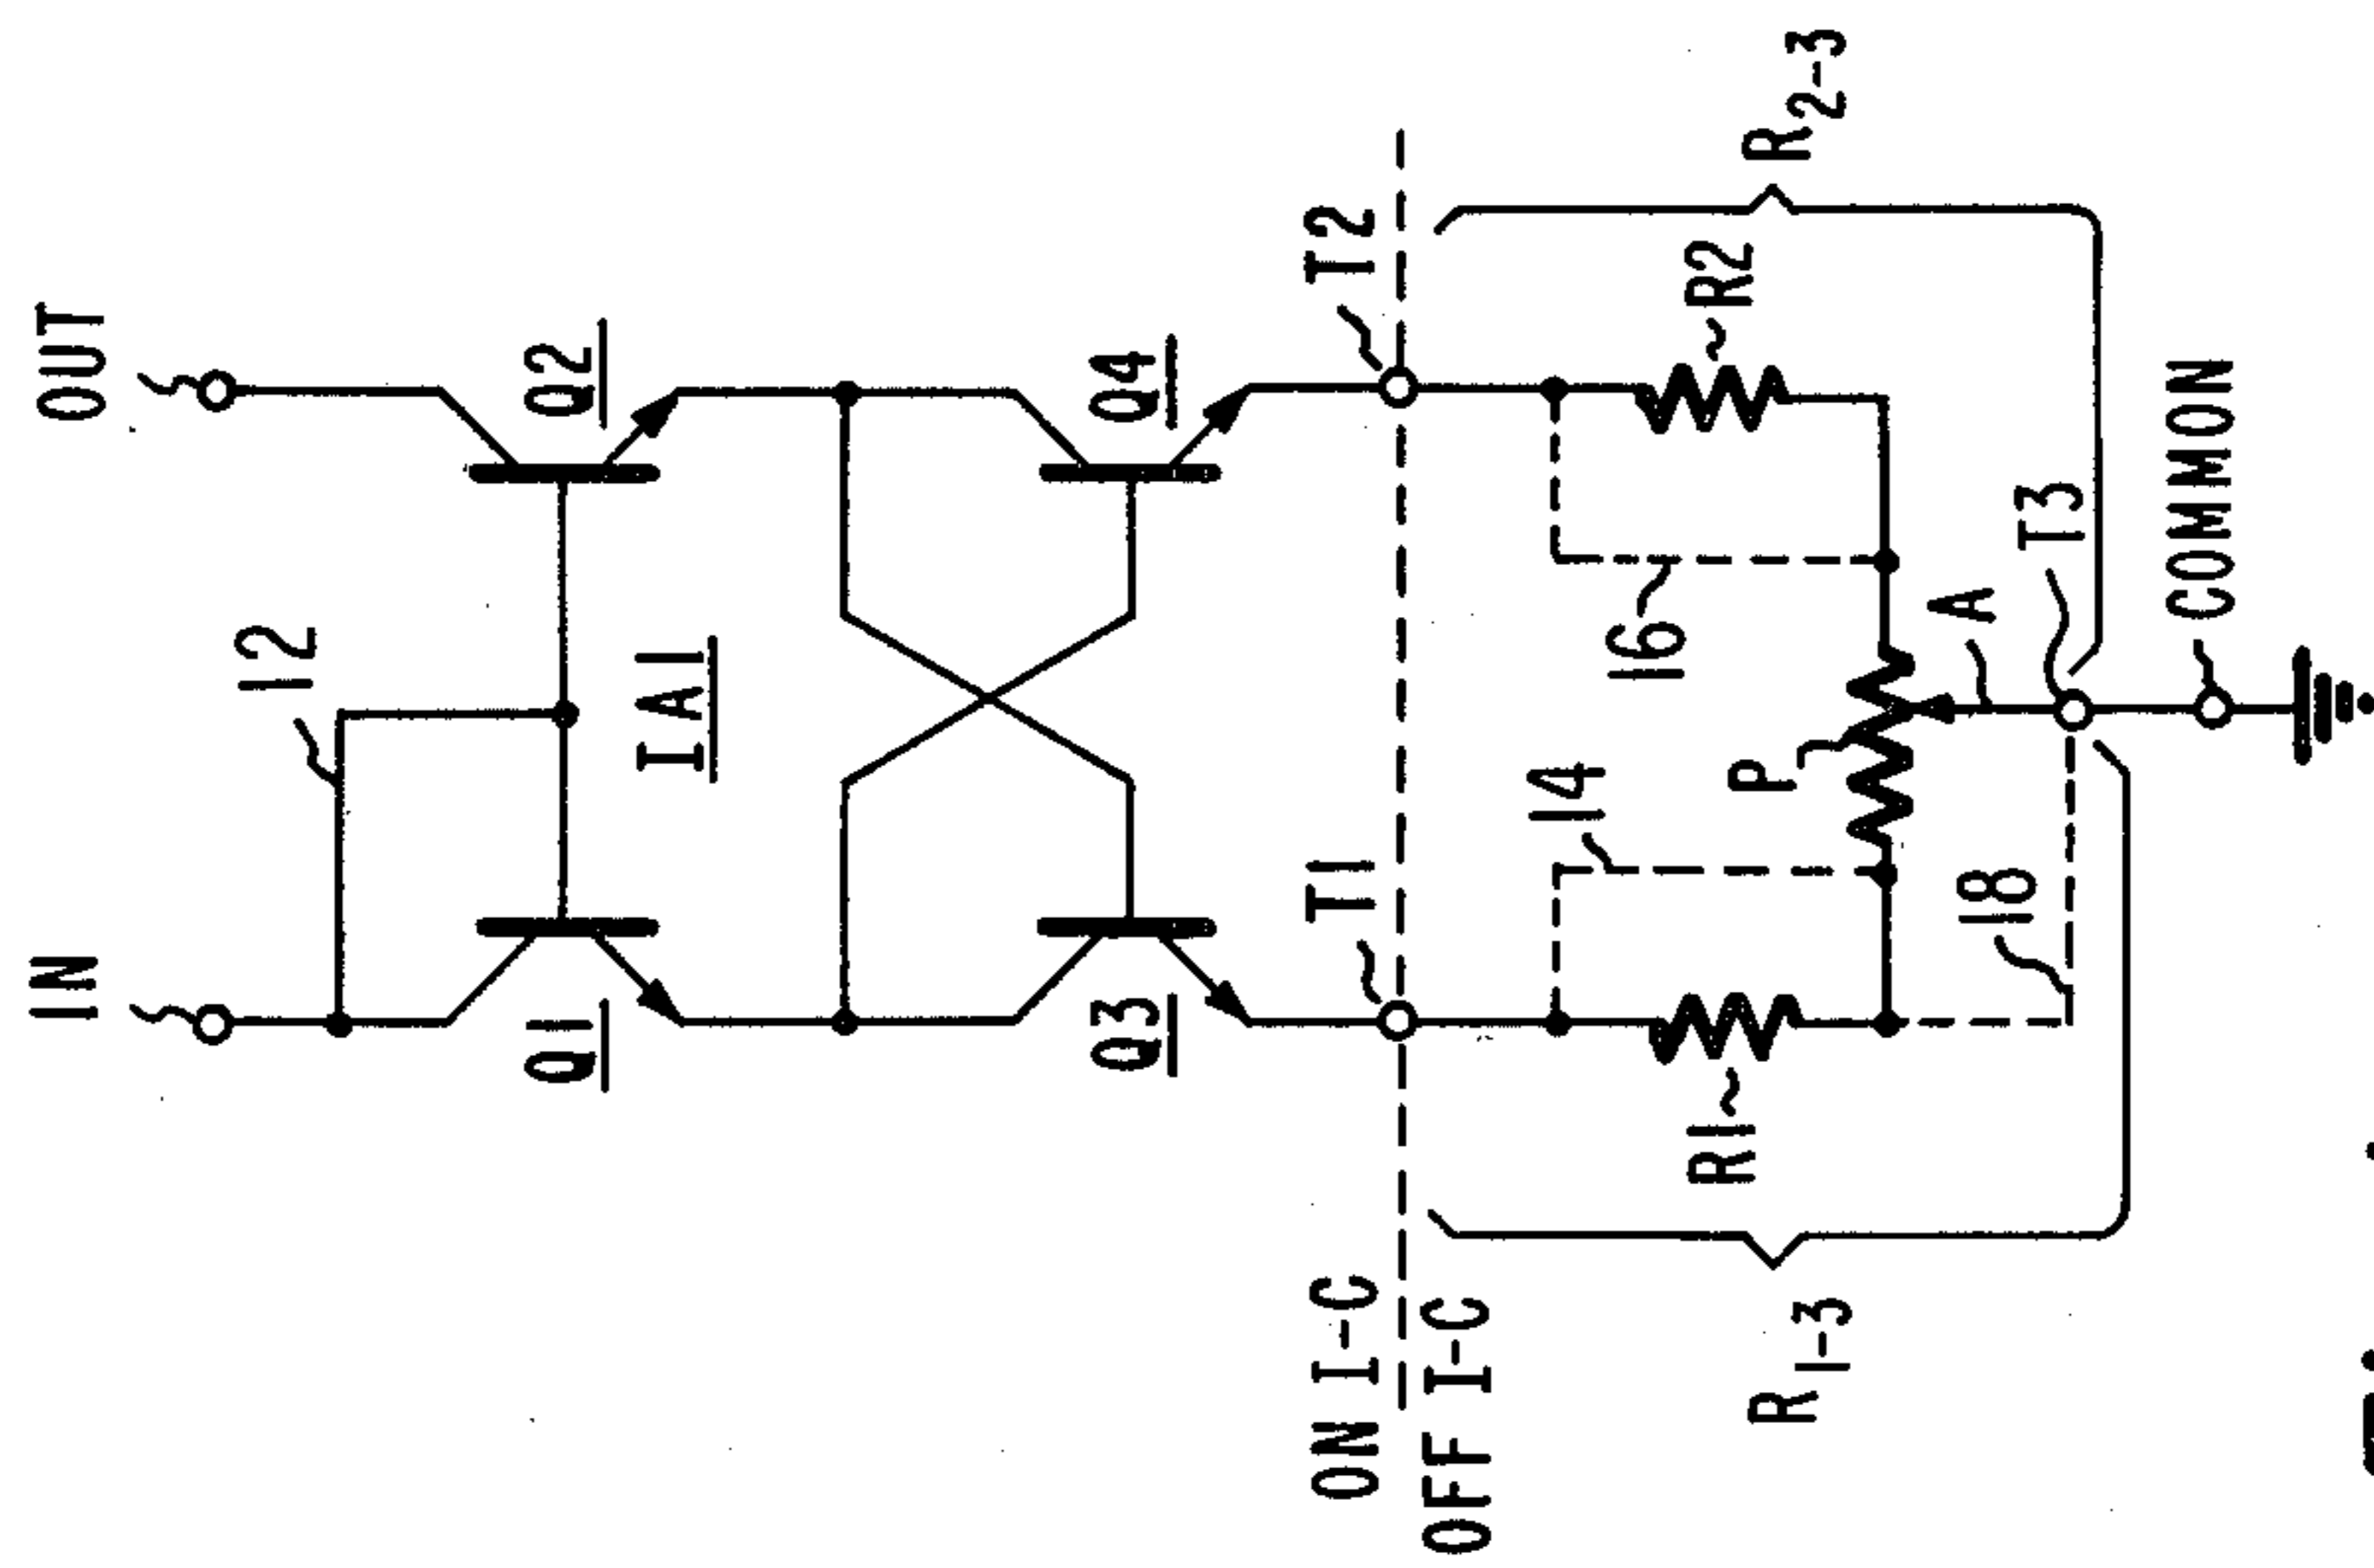 IN
OUT
12
Q1
Q2
IA1
Q3
Q4
ON I-C
T1
T2
OFF I-C
14
16
R1
R2
R1-3
P
R2-3
18
A
T3
COMMON